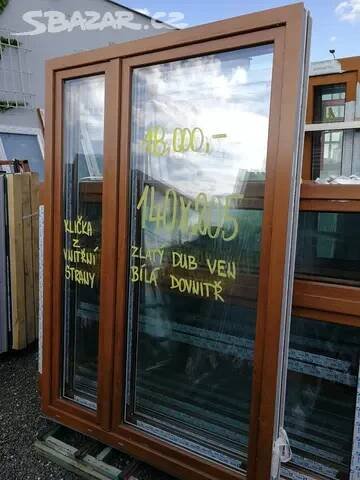 SBAZAR.CZ
18.000,-
140X205
KLIČKA
Z
VNITŘNÍ
STRANY
ZLATÝ DUB VEN
BÍLÁ DOVNITŘ